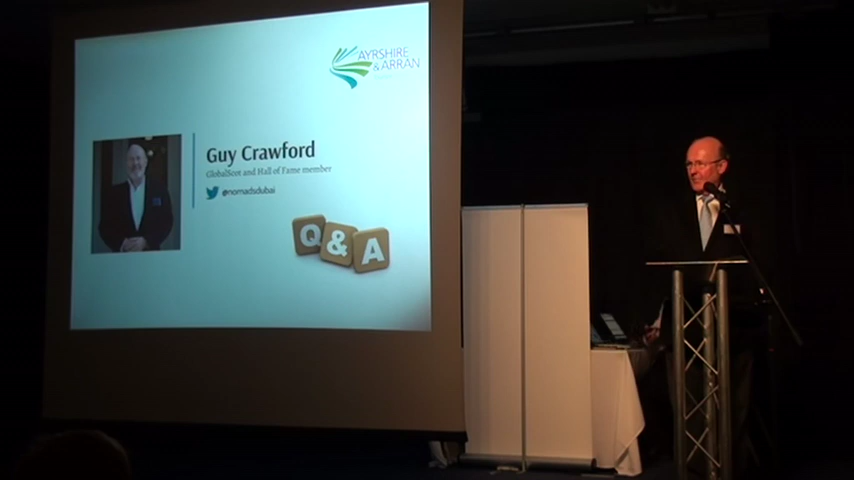 AYRSHIRE
& ARRAN
Guy Crawford
GlobalScot and Hall of Fame member
@nomadsdubai
Q&A